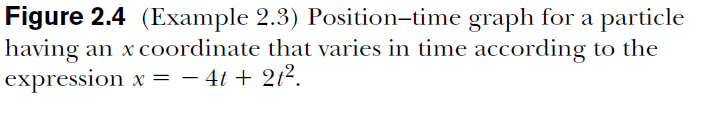 Figure 2.4 (Example 2.3) Position–time graph for a particle
having an x coordinate that varies in time according to the
expression x = − 4t + 2t².